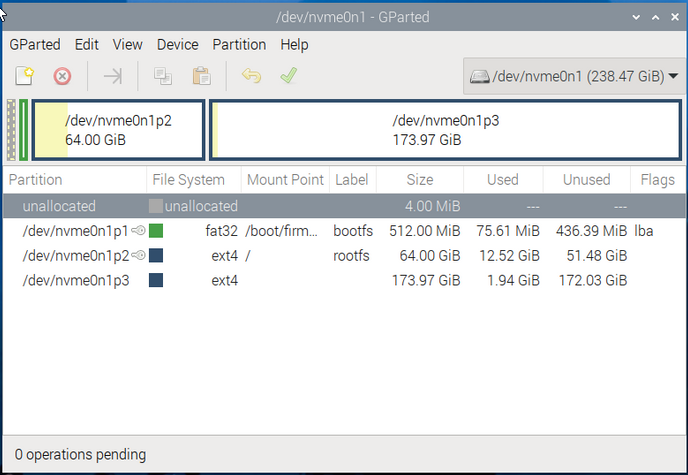 /dev/nvme0n1 - GParted
GParted Edit View Device Partition Help
/dev/nvme0n1 (238.47 GiB)
/dev/nvme0n1p2
64.00 GiB
/dev/nvme0n1p3
173.97 GiB
Partition File System Mount Point Label Size Used Unused Flags
unallocated unallocated 4.00 MiB --- ---
/dev/nvme0n1p1 fat32 /boot/firm... bootfs 512.00 MiB 75.61 MiB 436.39 MiB lba
/dev/nvme0n1p2 ext4 / rootfs 64.00 GiB 12.52 GiB 51.48 GiB
/dev/nvme0n1p3 ext4 173.97 GiB 1.94 GiB 172.03 GiB
0 operations pending